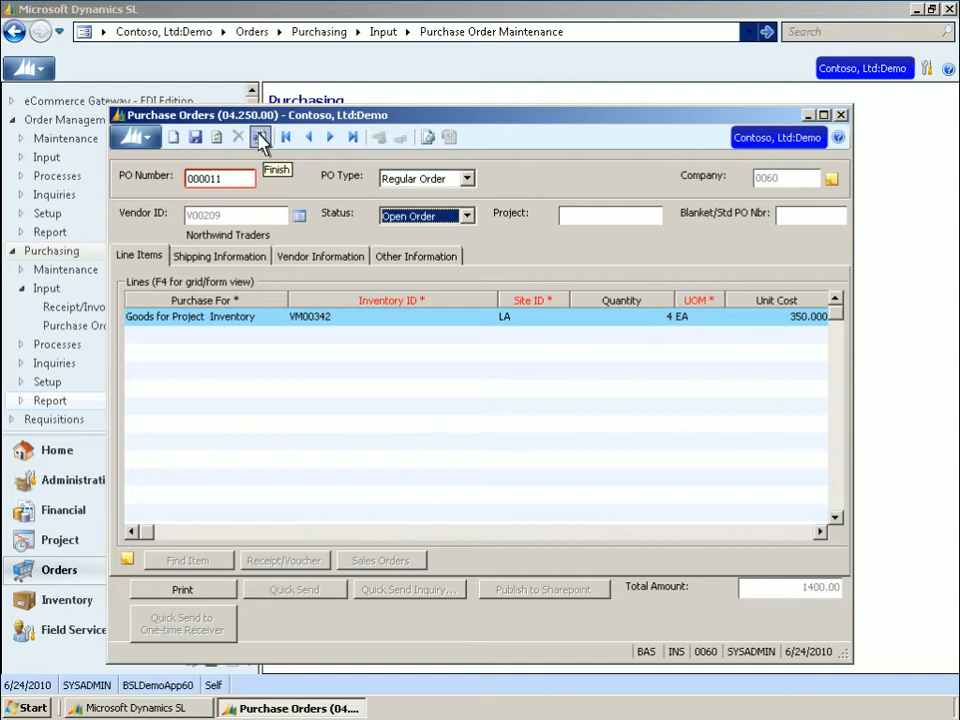 Microsoft Dynamics SL
Contoso, Ltd:Demo Orders Purchasing Input Purchase Order Maintenance
Search
Contoso, Ltd:Demo
eCommerce Gateway - EDI Edition
Purchasing
Order Managem
Maintenance
Input
Processes
Inquiries
Setup
Report
Purchasing
Maintenance
Input
Receipt/Invo
Purchase Orc
Processes
Inquiries
Setup
Report
Requisitions
Home
Administrati
Financial
Project
Orders
Inventory
Field Service
Purchase Orders (04.250.00) - Contoso, Ltd:Demo
Contoso, Ltd:Demo
Finish
PO Number: 000011 PO Type: Regular Order Company: 0060
Vendor ID: V00209 Status: Open Order Project: Blanket/Std PO Nbr:
Northwind Traders
Line Items Shipping Information Vendor Information Other Information
Lines (F4 for grid/form view)
Purchase For * Inventory ID * Site ID * Quantity UOM * Unit Cost
Goods for Project Inventory VM00342 LA 4 EA 350.000
Find Item Receipt/Voucher Sales Orders
Print Quick Send Quick Send Inquiry... Publish to Sharepoint Total Amount: 1400.00
Quick Send to
One-time Receiver
BAS INS 0060 SYSADMIN 6/24/2010
6/24/2010 SYSADMIN BSLDemoApp60 Self
Start Microsoft Dynamics SL Purchase Orders (04....